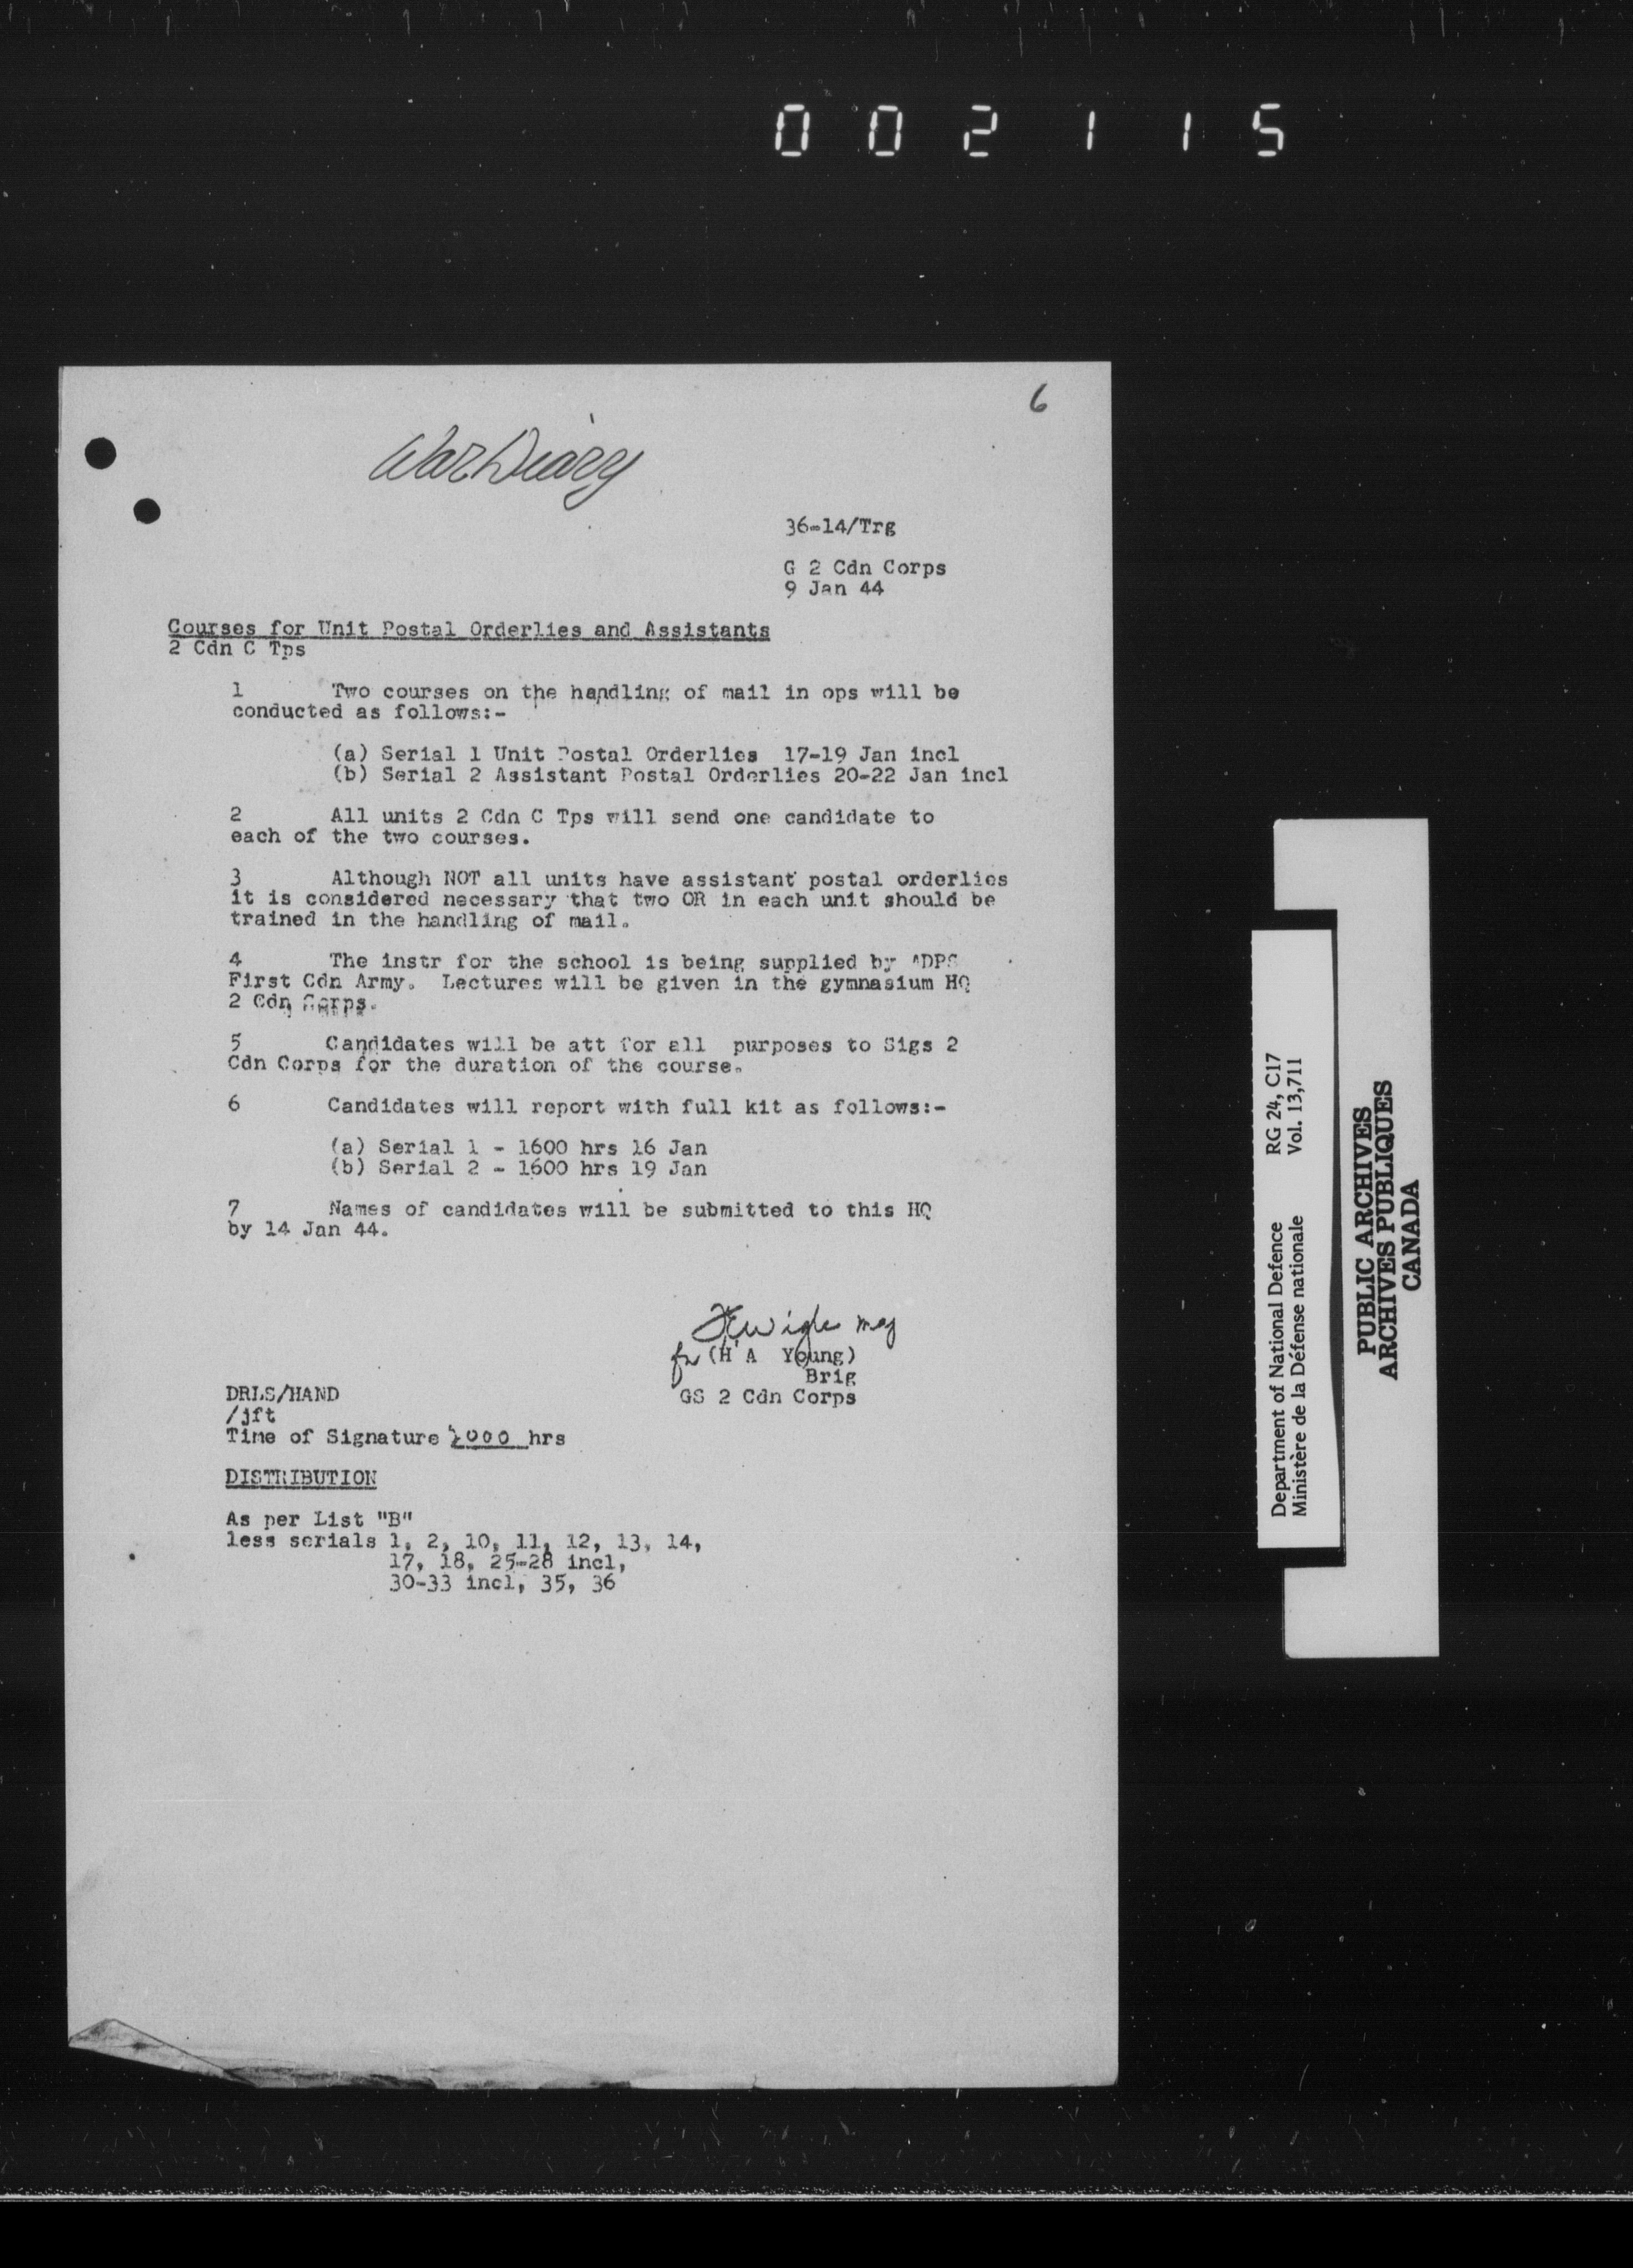 002115
6
War Diary
36-14/Trg
G 2 Cdn Corps
9 Jan 44
Courses for Unit Postal Orderlies and Assistants
2 Cdn C Tps
1 Two courses on the handling of mail in ops will be
conducted as follows:-
(a) Serial 1 Unit Postal Orderlies 17-19 Jan incl
(b) Serial 2 Assistant Postal Orderlies 20-22 Jan incl
2 All units 2 Cdn C Tps will send one candidate to
each of the two courses.
3 Although NOT all units have assistant postal orderlies
it is considered necessary that two OR in each unit should be
trained in the handling of mail.
4 The instr for the school is being supplied by ADPS
First Cdn Army. Lectures will be given in the gymnasium HQ
2 Cdn Corps.
5 Candidates will be att for all purposes to Sigs 2
Cdn Corps for the duration of the course.
6 Candidates will report with full kit as follows:-
(a) Serial 1 - 1600 hrs 16 Jan
(b) Serial 2 - 1600 hrs 19 Jan
7 Names of candidates will be submitted to this HQ
by 14 Jan 44.
Maj
for (H A Young)
Brig
GS 2 Cdn Corps
DRLS/HAND
/jft
Time of Signature 2000 hrs
DISTRIBUTION
As per List "B"
less serials 1, 2, 10, 11, 12, 13, 14,
17, 18, 25-28 incl,
30-33 incl, 35, 36
Department of National Defence RG 24, C17
Ministère de la Défense nationale Vol. 13,711
PUBLIC ARCHIVES
ARCHIVES PUBLIQUES
CANADA